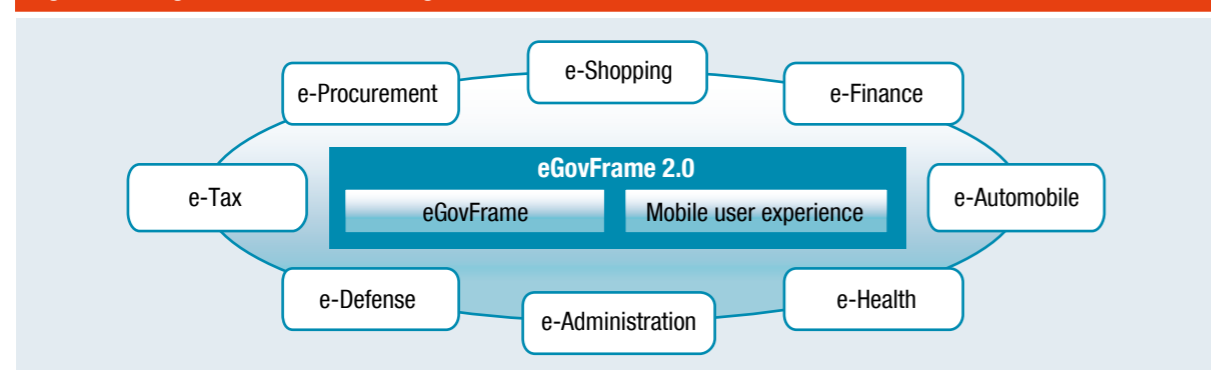 e-Shopping
e-Procurement
e-Finance
eGovFrame 2.0
e-Tax
eGovFrame
Mobile user experience
e-Automobile
e-Defense
e-Health
e-Administration